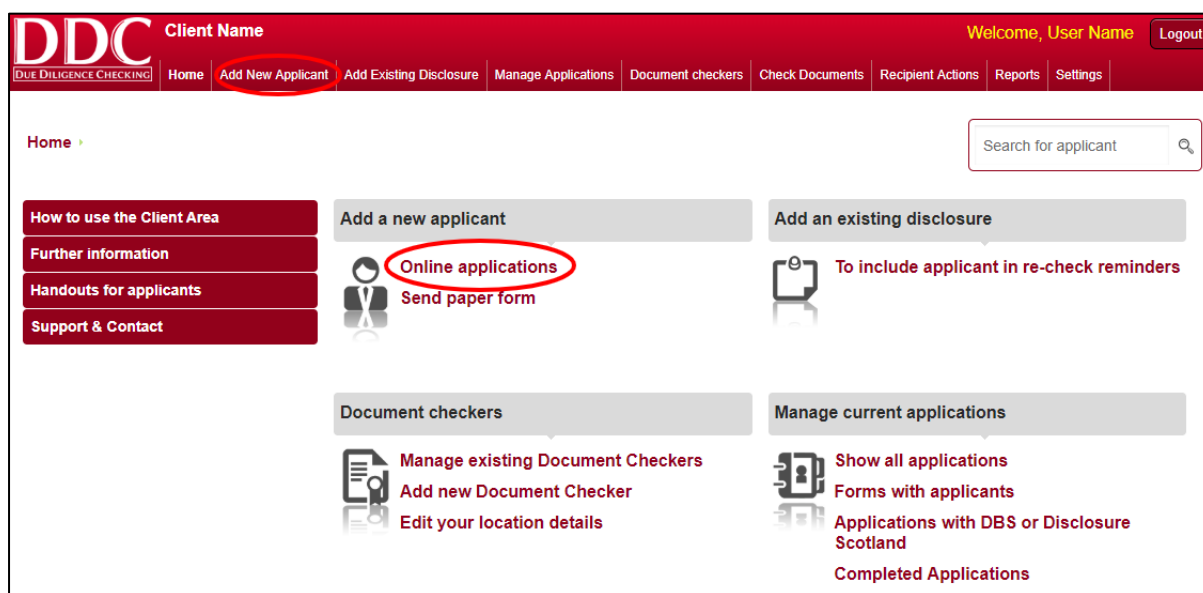 DDC
DUE DILIGENCE CHECKING
Client Name
Welcome, User Name
Logout
Home
Add New Applicant
Add Existing Disclosure
Manage Applications
Document checkers
Check Documents
Recipient Actions
Reports
Settings
Home
Search for applicant
How to use the Client Area
Further information
Handouts for applicants
Support & Contact
Add a new applicant
Online applications
Send paper form
Add an existing disclosure
To include applicant in re-check reminders
Document checkers
Manage existing Document Checkers
Add new Document Checker
Edit your location details
Manage current applications
Show all applications
Forms with applicants
Applications with DBS or Disclosure
Scotland
Completed Applications